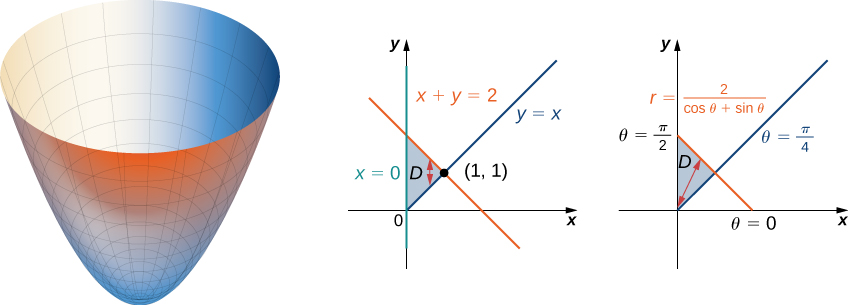 y
x + y = 2
y = x
x = 0
D
(1, 1)
0
x
y
r = 2 / (cos θ + sin θ)
θ = π/2
θ = π/4
D
θ = 0
x